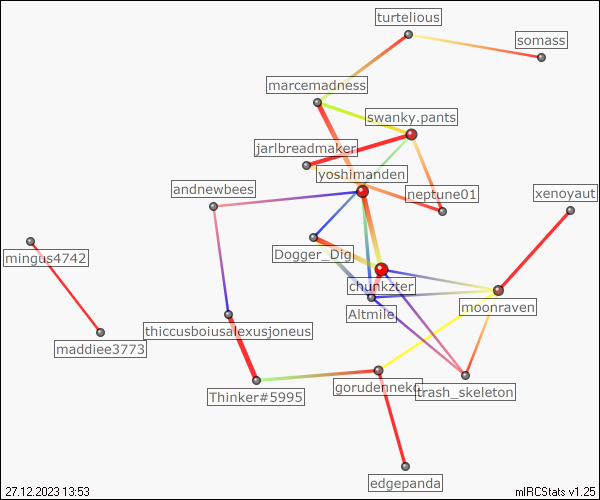 turtelious
somass
marcemadness
swanky.pants
jarlbreadmaker
yoshimanden
andnewbees
neptune01
xenoyaut
mingus4742
Dogger_Dig
chunkzter
moonraven
Altmile
thiccusboiusalexusjoneus
maddiee3773
gorudenneko
trash_skeleton
Thinker#5995
edgepanda
27.12.2023 13:53
mIRCStats v1.25